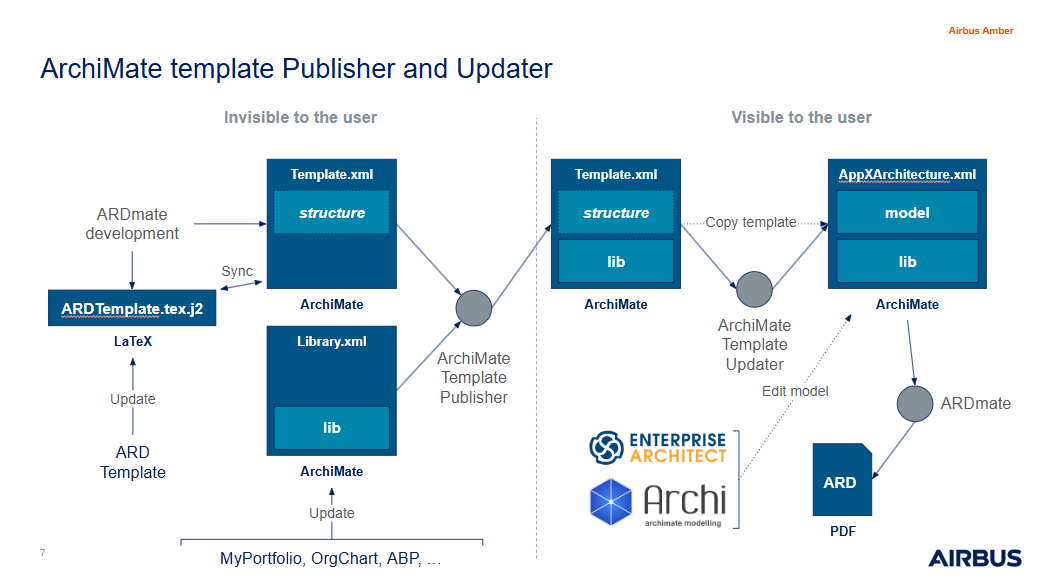 Airbus Amber
ArchiMate template Publisher and Updater
Invisible to the user
Visible to the user
ARDmate
development
Sync
ARDTemplate.tex.j2
LaTeX
Update
ARD
Template
Template.xml
structure
ArchiMate
Library.xml
lib
ArchiMate
Update
MyPortfolio, OrgChart, ABP, ...
ArchiMate
Template
Publisher
Template.xml
structure
lib
ArchiMate
Copy template
ArchiMate
Template
Updater
Edit model
AppXArchitecture.xml
model
lib
ArchiMate
ARDmate
ARD
PDF
ENTERPRISE
ARCHITECT
Archi
archimate modelling
7
AIRBUS